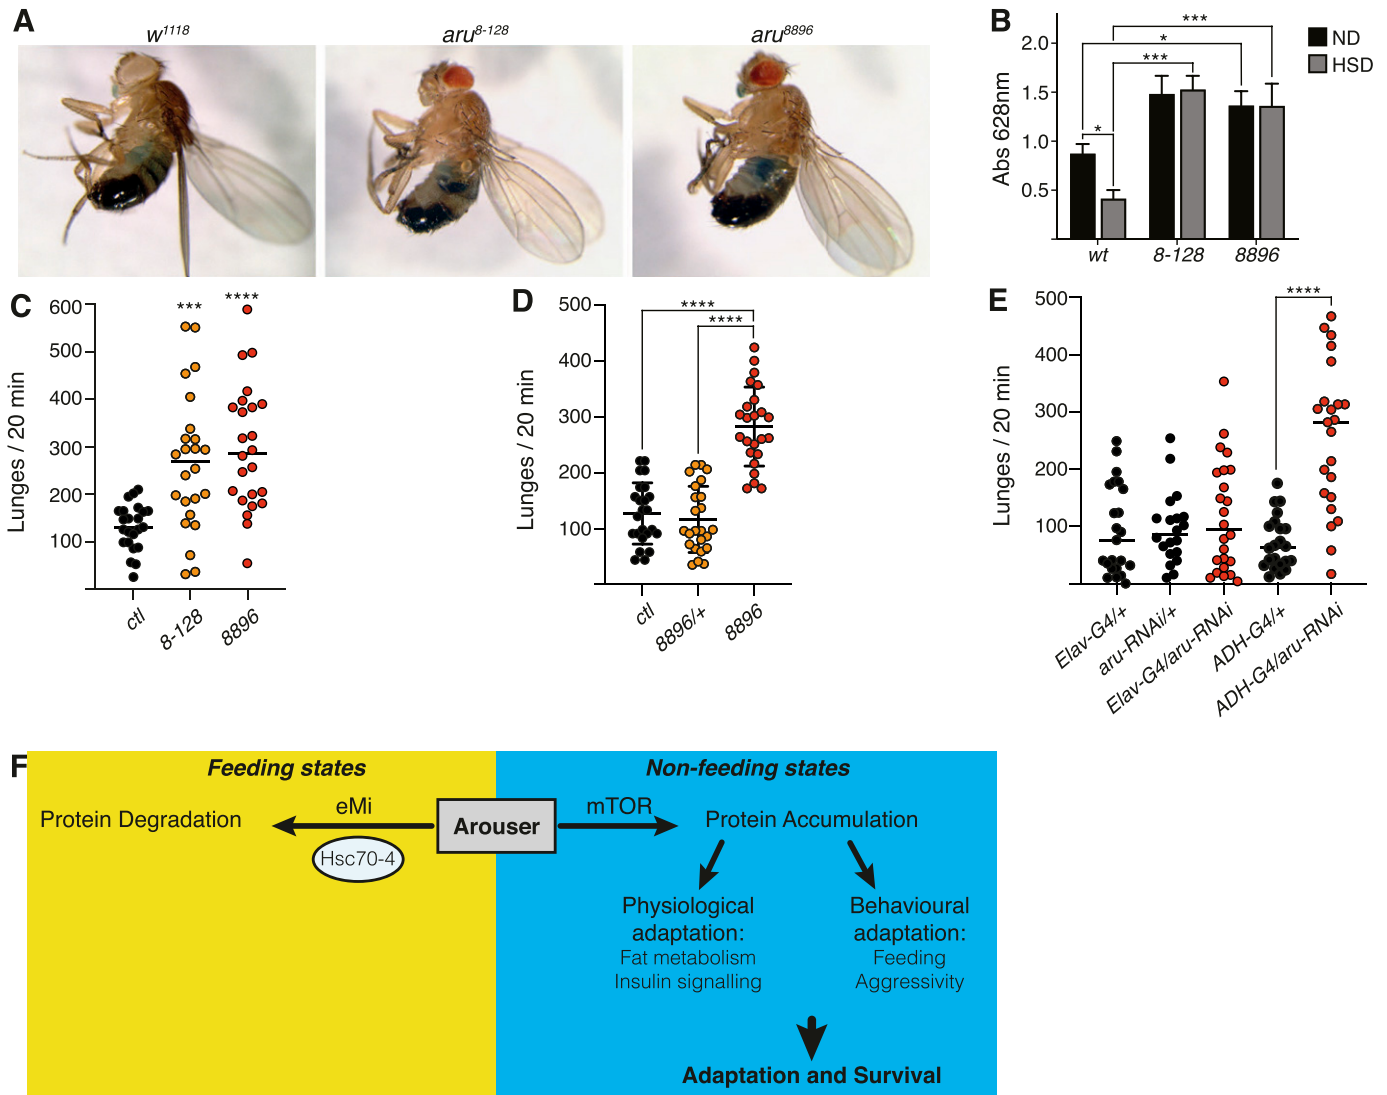 A
w1118
aru8-128
aru8896
B
Abs 628nm
2.0
1.5
1.0
0.5
***
*
***
*
ND
HSD
wt
8-128
8896
C
Lunges / 20 min
600
500
400
300
200
100
***
****
ctl
8-128
8896
D
Lunges / 20 min
500
400
300
200
100
****
****
ctl
8896/+
8896
E
Lunges / 20 min
500
400
300
200
100
****
Elav-G4/+
aru-RNAi/+
Elav-G4/aru-RNAi
ADH-G4/+
ADH-G4/aru-RNAi
F
Feeding states
Non-feeding states
Protein Degradation
eMi
Hsc70-4
Arouser
mTOR
Protein Accumulation
Physiological
adaptation:
Fat metabolism
Insulin signalling
Behavioural
adaptation:
Feeding
Aggressivity
Adaptation and Survival